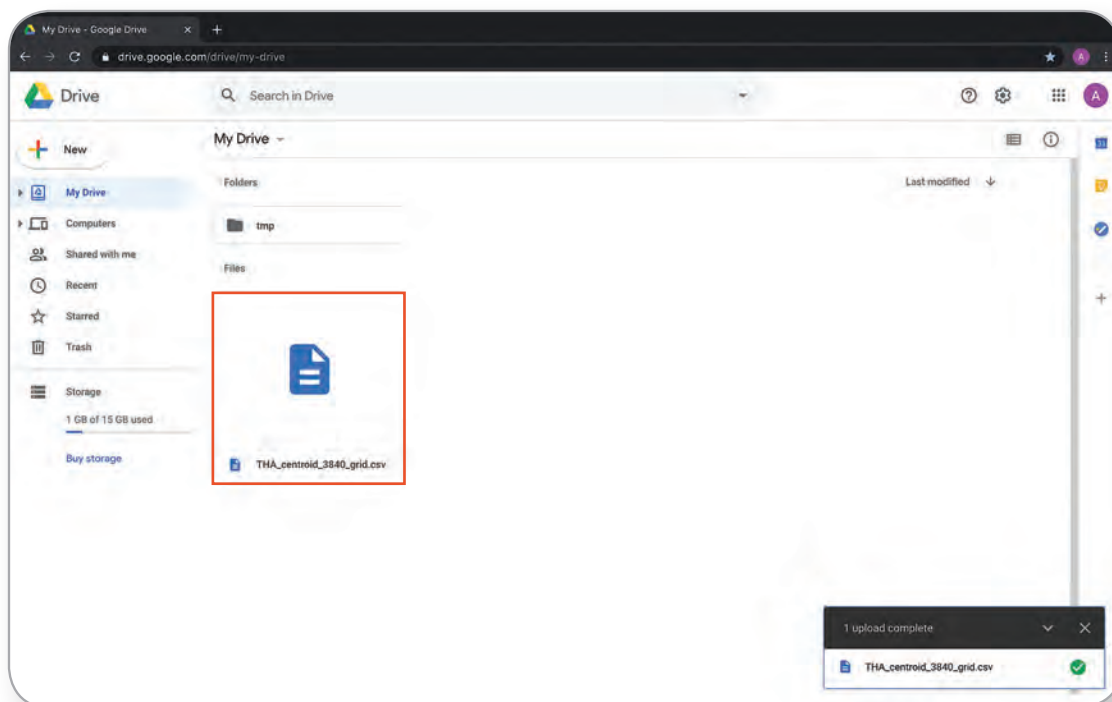 My Drive - Google Drive
drive.google.com/drive/my-drive
Drive
Search in Drive
A
New
My Drive
Computers
Shared with me
Recent
Starred
Trash
Storage
1 GB of 15 GB used
Buy storage
My Drive
Folders
Last modified
tmp
Files
THA_centroid_3840_grid.csv
1 upload complete
THA_centroid_3840_grid.csv